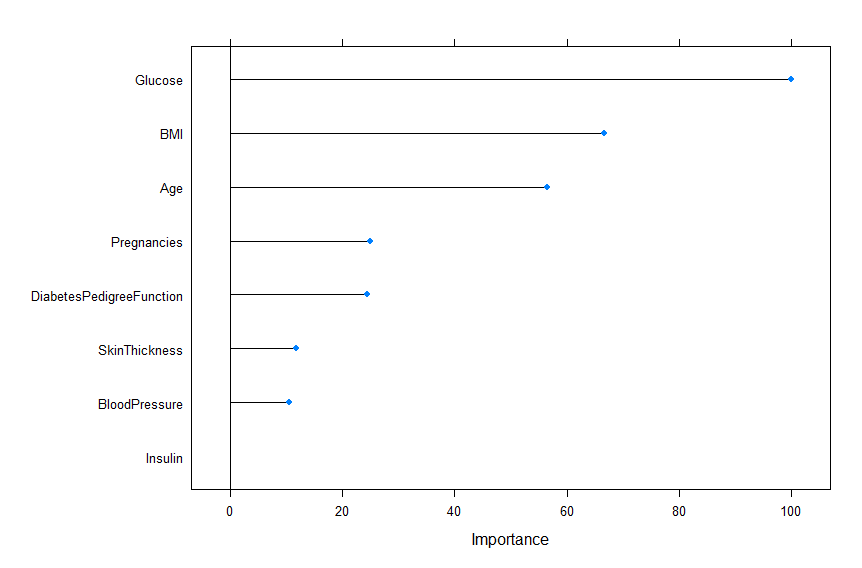 Glucose
BMI
Age
Pregnancies
DiabetesPedigreeFunction
SkinThickness
BloodPressure
Insulin
0 20 40 60 80 100
Importance